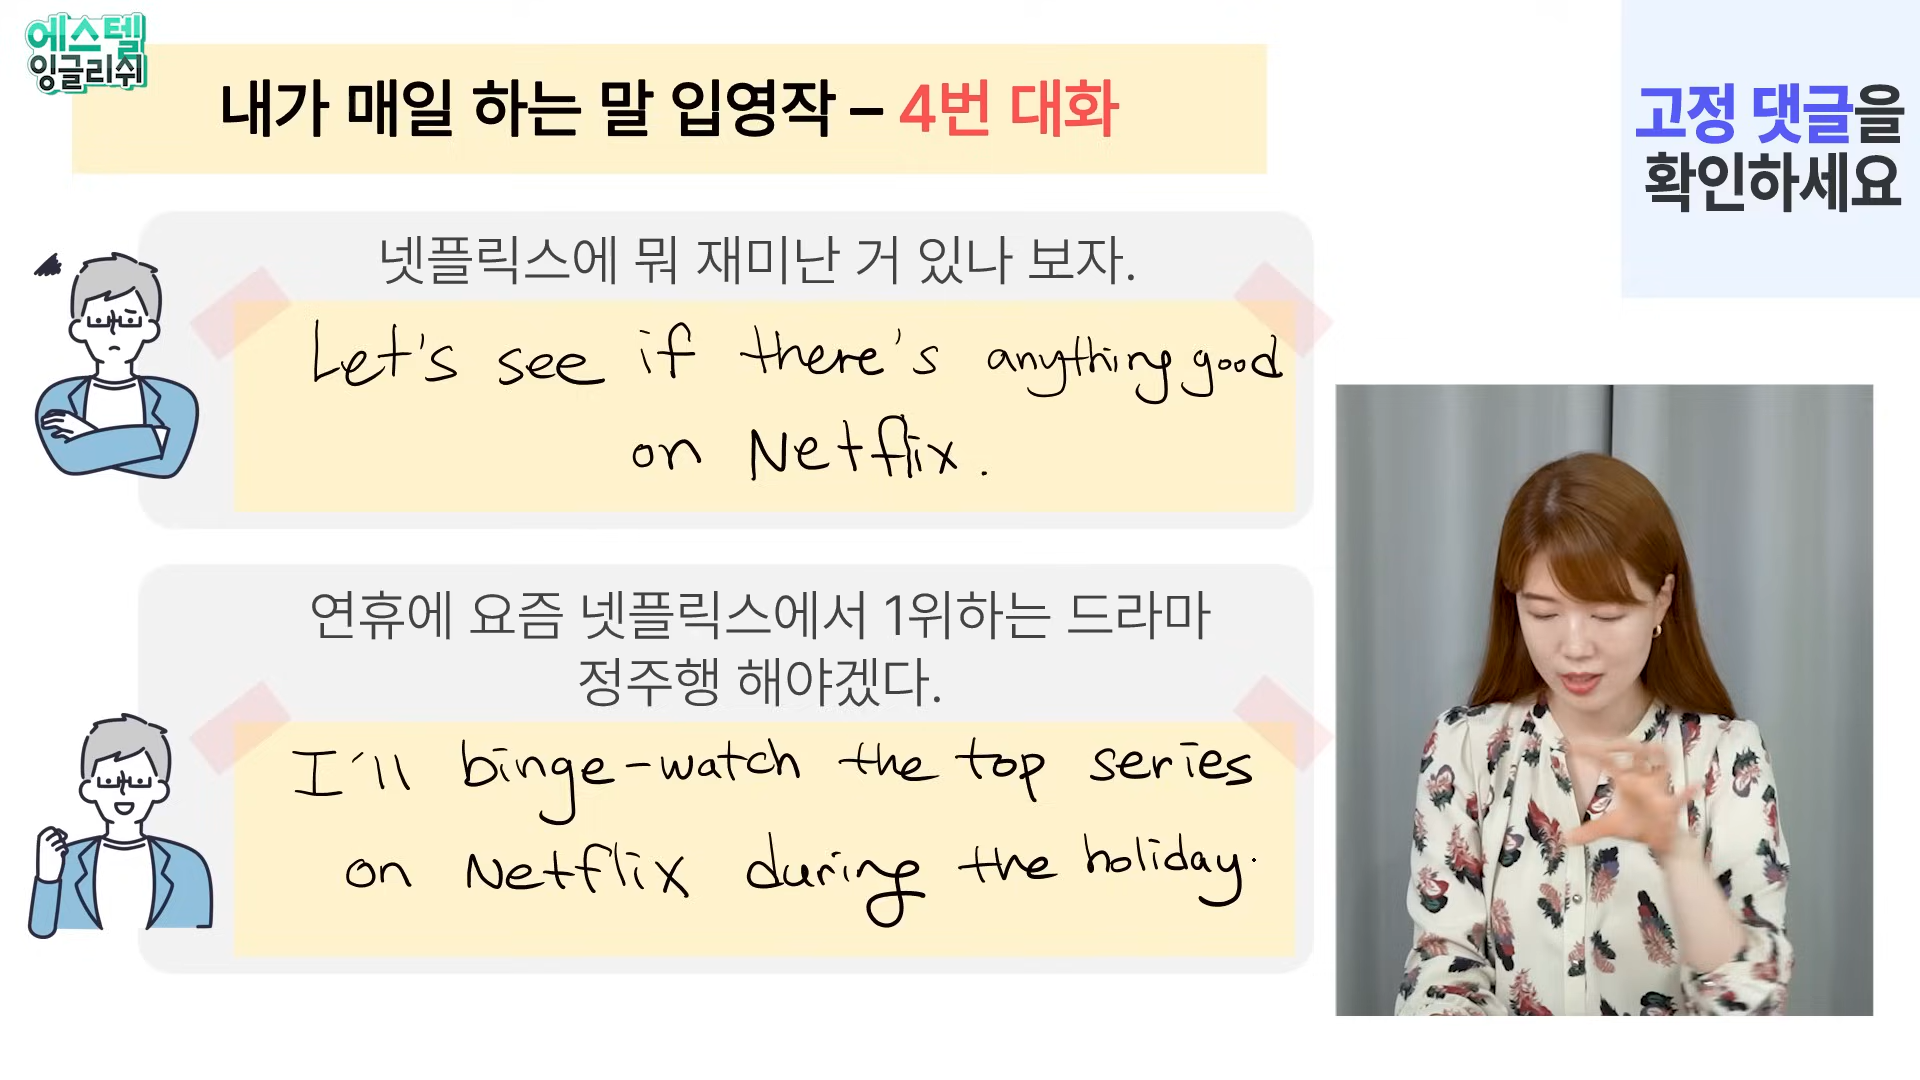 에스텔
잉글리쉬
내가 매일 하는 말 입영작 – 4번 대화
고정 댓글을
확인하세요
넷플릭스에 뭐 재미난 거 있나 보자.
Let's see if there's anything good
on Netflix.
연휴에 요즘 넷플릭스에서 1위하는 드라마
정주행 해야겠다.
I'll binge-watch the top series
on Netflix during the holiday.